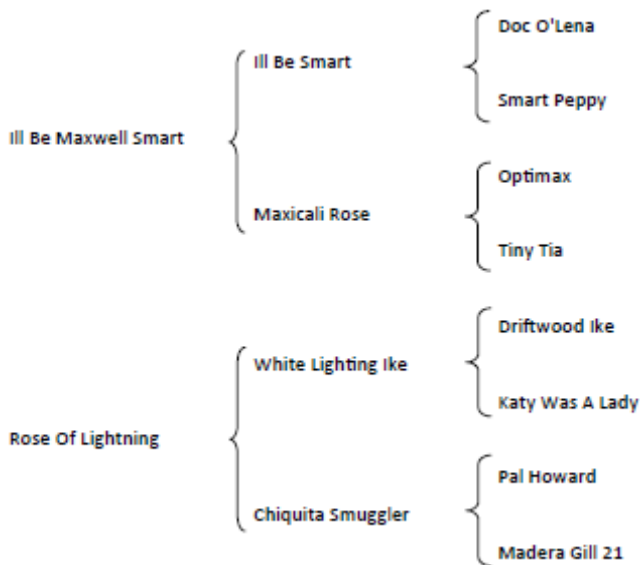 Doc O'Lena
Ill Be Smart
Smart Peppy
Ill Be Maxwell Smart
Optimax
Maxicali Rose
Tiny Tia
Driftwood Ike
White Lighting Ike
Katy Was A Lady
Rose Of Lightning
Pal Howard
Chiquita Smuggler
Madera Gill 21